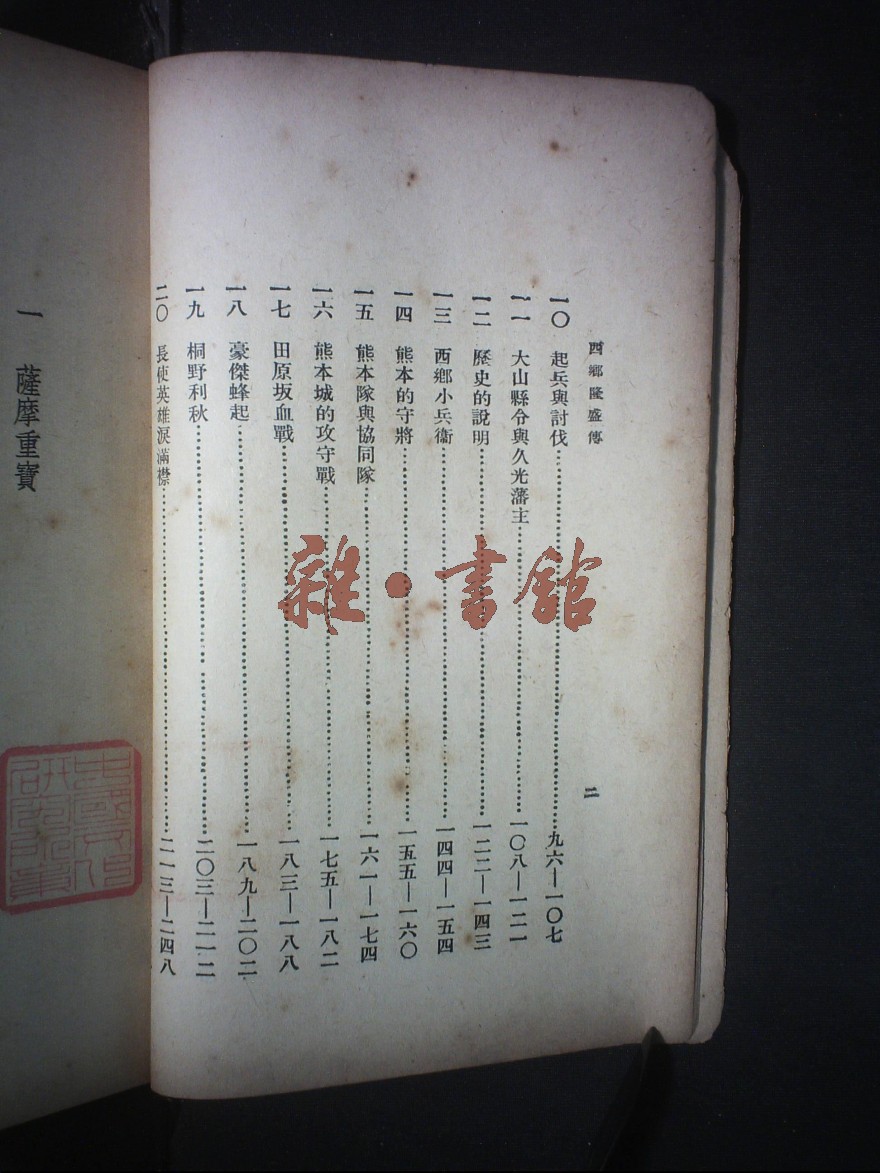 西鄉隆盛傳
二
一〇 起兵與討伐……九六—一〇七
一一 大山縣令與久光藩主……一〇八—一二一
一二 歷史的說明……一二二—一四三
一三 西鄉小兵衞……一四四—一五四
一四 熊本的守將……一五五—一六〇
一五 熊本隊與協同隊……一六一—一七四
一六 熊本城的攻守戰……一七五—一八二
一七 田原坂血戰……一八三—一八八
一八 豪傑蜂起……一八九—二〇二
一九 桐野利秋……二〇三—二一二
二〇 長使英雄淚滿襟……二一三—二四八
一 薩摩重寶
雜·書館